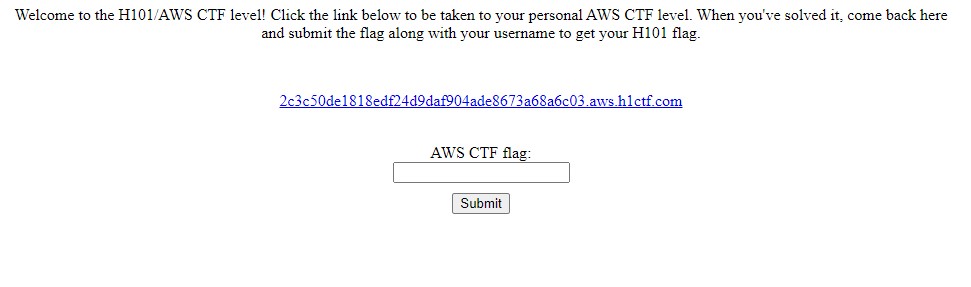 Welcome to the H101/AWS CTF level! Click the link below to be taken to your personal AWS CTF level. When you've solved it, come back here
and submit the flag along with your username to get your H101 flag.
2c3c50de1818edf24d9daf904ade8673a68a6c03.aws.h1ctf.com
AWS CTF flag:
Submit